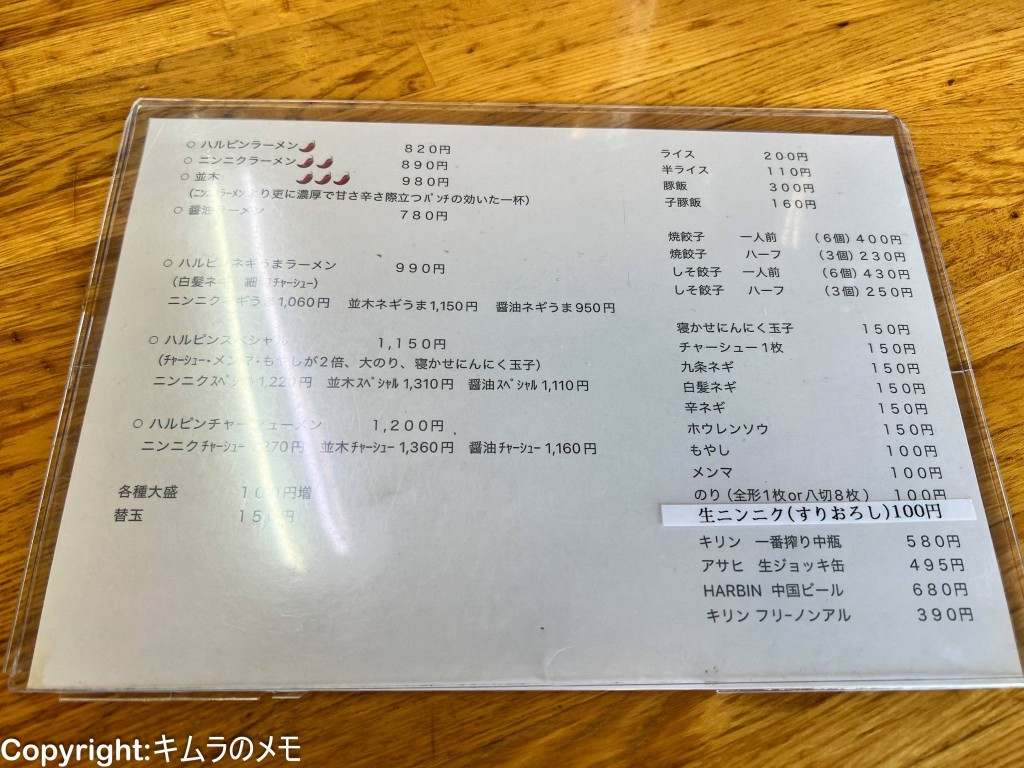 ○ ハルピンラーメン 820円
○ ニンニクラーメン 890円
○ 並木 980円
(ﾆﾝﾆｸﾗｰﾒﾝより更に濃厚で甘さ辛さ際立つﾊﾟﾝﾁの効いた一杯)
○ 醤油ラーメン 780円
○ ハルピンネギうまラーメン 990円
(白髪ネギ 細切ﾁｬｰｼｭｰ)
ニンニクネギうま1,060円 並木ネギうま1,150円 醤油ネギうま950円
○ ハルピンスペシャル 1,150円
(ﾁｬｰｼｭｰ・メンマ・もやしが2倍、大のり、寝かせにんにく玉子)
ニンニクｽﾍﾟｼｬﾙ1,220円 並木ｽﾍﾟｼｬﾙ1,310円 醤油ｽﾍﾟｼｬﾙ1,110円
○ ハルピンチャーシューメン 1,200円
ニンニクﾁｬｰｼｭｰ1,270円 並木ﾁｬｰｼｭｰ1,360円 醤油ﾁｬｰｼｭｰ1,160円
各種大盛 100円増
替玉 150円
ライス 200円
半ライス 110円
豚飯 300円
子豚飯 160円
焼餃子 一人前 (6個) 400円
焼餃子 ハーフ (3個) 230円
しそ餃子 一人前 (6個) 430円
しそ餃子 ハーフ (3個) 250円
寝かせにんにく玉子 150円
チャーシュー1枚 150円
九条ネギ 150円
白髪ネギ 150円
辛ネギ 150円
ホウレンソウ 150円
もやし 100円
メンマ 100円
のり(全形1枚or八切8枚) 100円
生ニンニク(すりおろし)100円
キリン 一番搾り中瓶 580円
アサヒ 生ジョッキ缶 495円
HARBIN 中国ビール 680円
キリン フリーノンアル 390円
Copyright:キムラのメモ